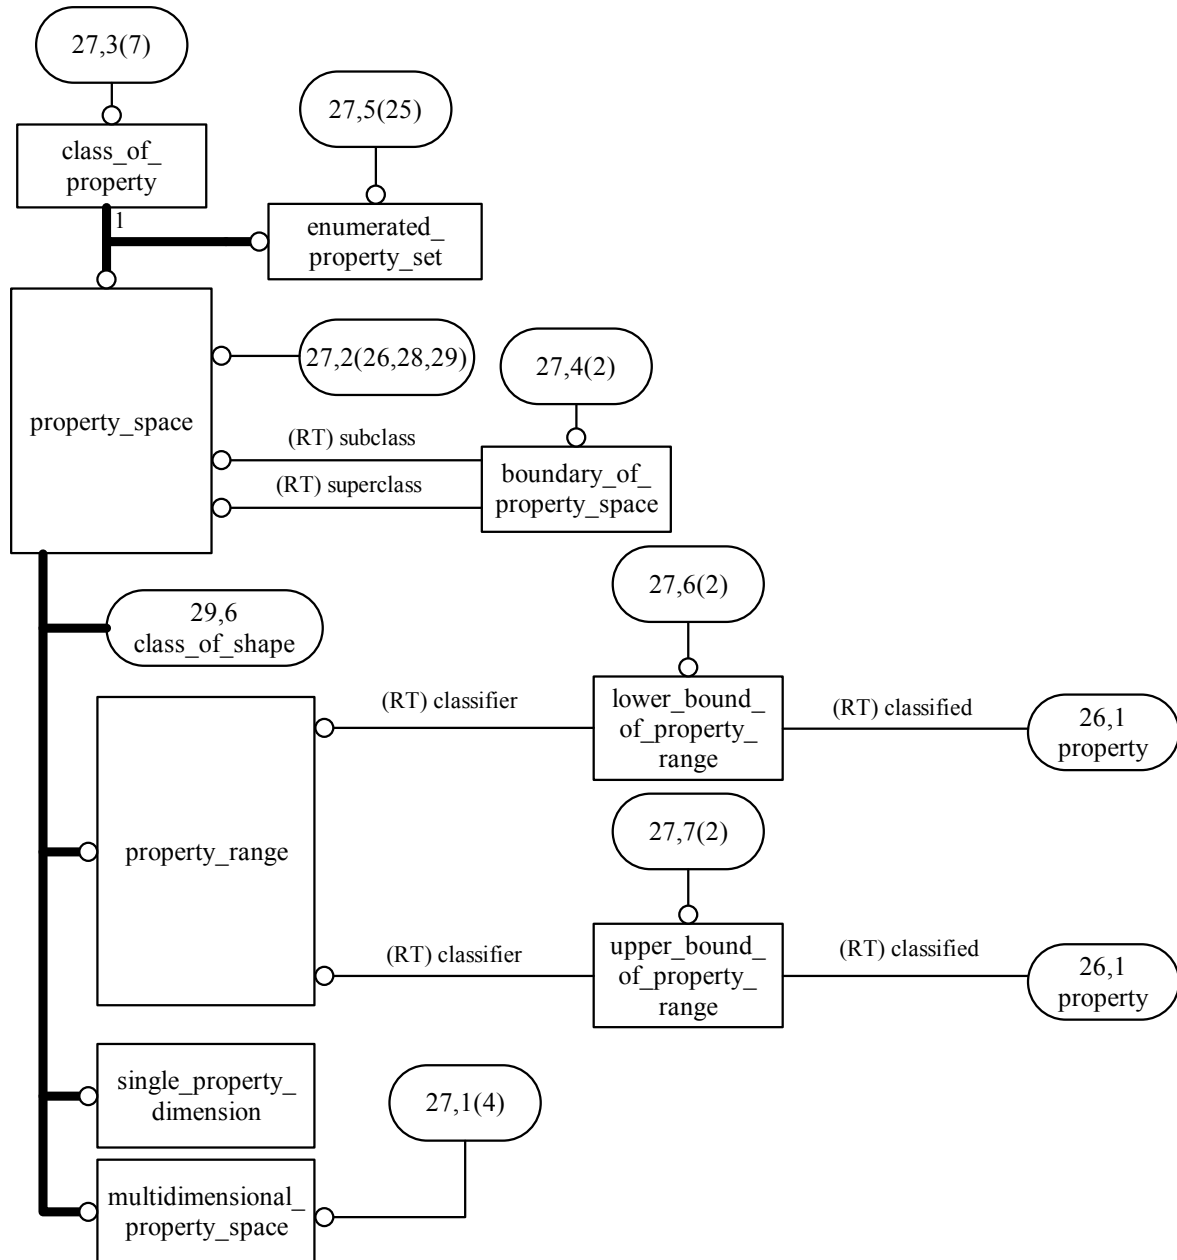 27,3(7)
class_of_
property
1
27,5(25)
enumerated_
property_set
property_space
27,2(26,28,29)
27,4(2)
(RT) subclass
(RT) superclass
boundary_of_
property_space
29,6
class_of_shape
27,6(2)
property_range
(RT) classifier
lower_bound_
of_property_
range
(RT) classified
26,1
property
27,7(2)
(RT) classifier
upper_bound_
of_property_
range
(RT) classified
26,1
property
single_property_
dimension
27,1(4)
multidimensional_
property_space